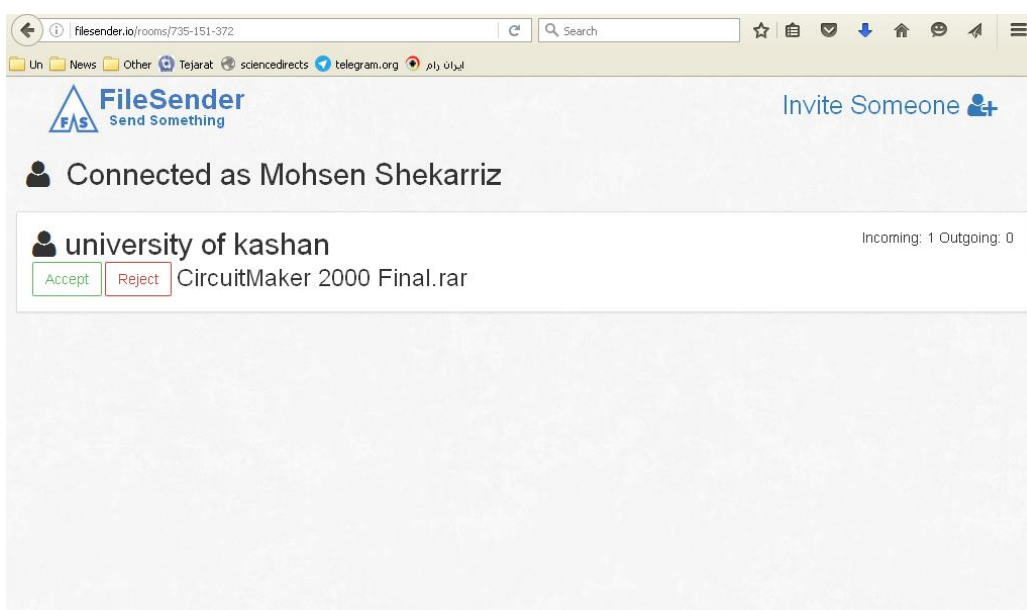 filesender.io/rooms/735-151-372
Search
Un News Other Tejarat sciencedirects telegram.org ایران رام
FileSender
Send Something
FAS
Invite Someone
Connected as Mohsen Shekarriz
university of kashan
Incoming: 1 Outgoing: 0
Accept Reject CircuitMaker 2000 Final.rar